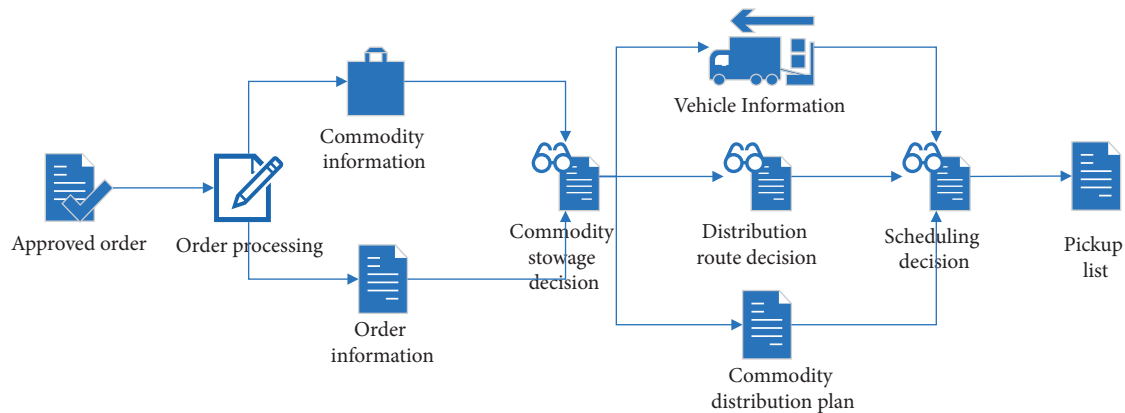 Approved order
Order processing
Commodity
information
Order
information
Commodity
stowage
decision
Vehicle Information
Distribution
route decision
Commodity
distribution plan
Scheduling
decision
Pickup
list